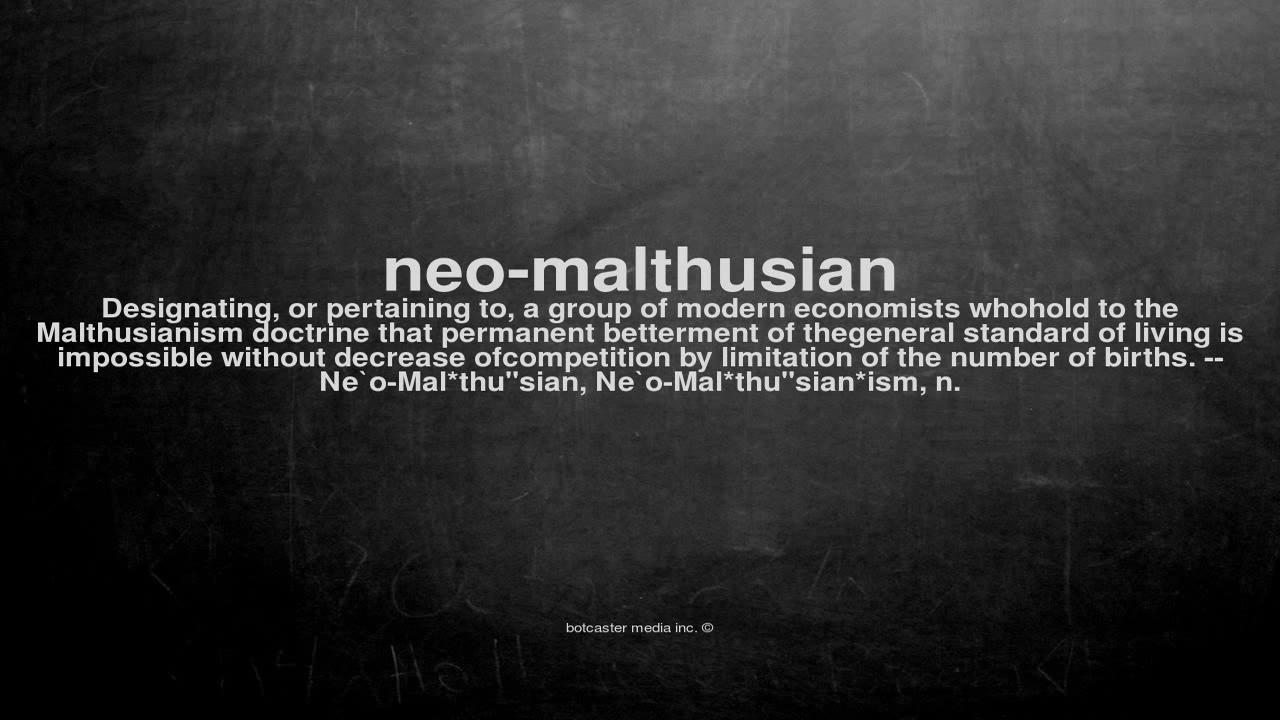 neo-malthusian
Designating, or pertaining to, a group of modern economists whohold to the
Malthusianism doctrine that permanent betterment of thegeneral standard of living is
impossible without decrease ofcompetition by limitation of the number of births. --
Ne`o-Mal*thu"sian, Ne`o-Mal*thu"sian*ism, n.
botcaster media inc. ©